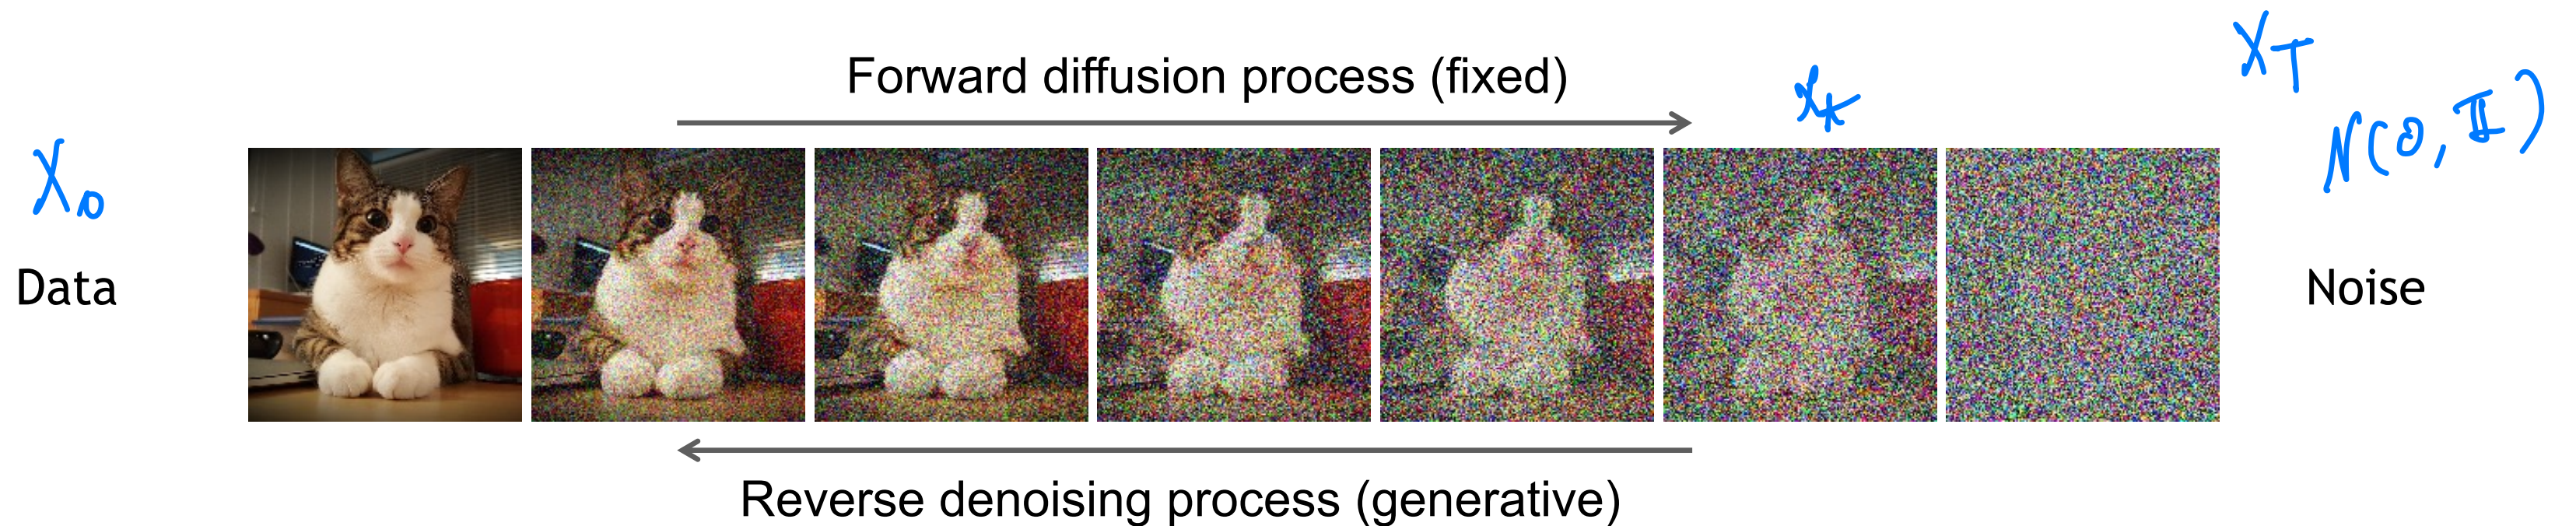 Forward diffusion process (fixed)
X_T
x_t
N(0, I)
X_0
Data
Noise
Reverse denoising process (generative)